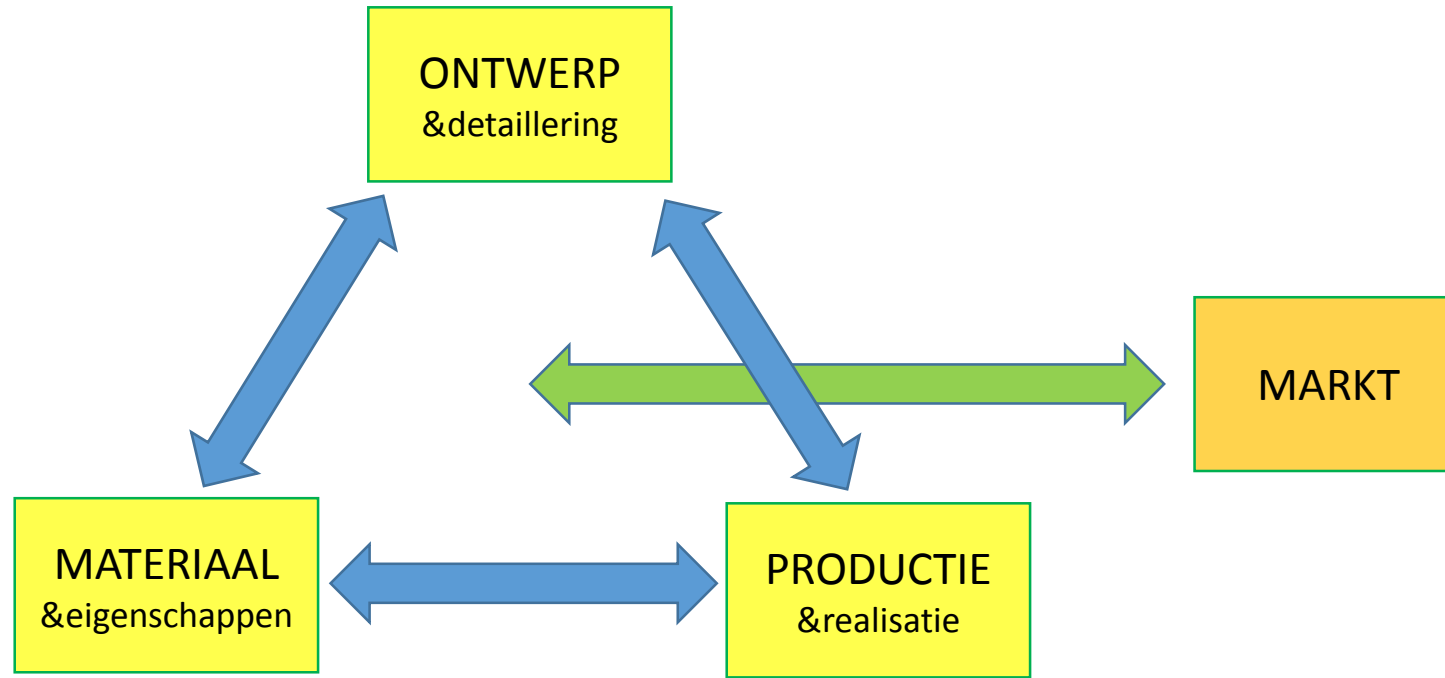 ONTWERP
&detaillering
MARKT
MATERIAAL
&eigenschappen
PRODUCTIE
&realisatie